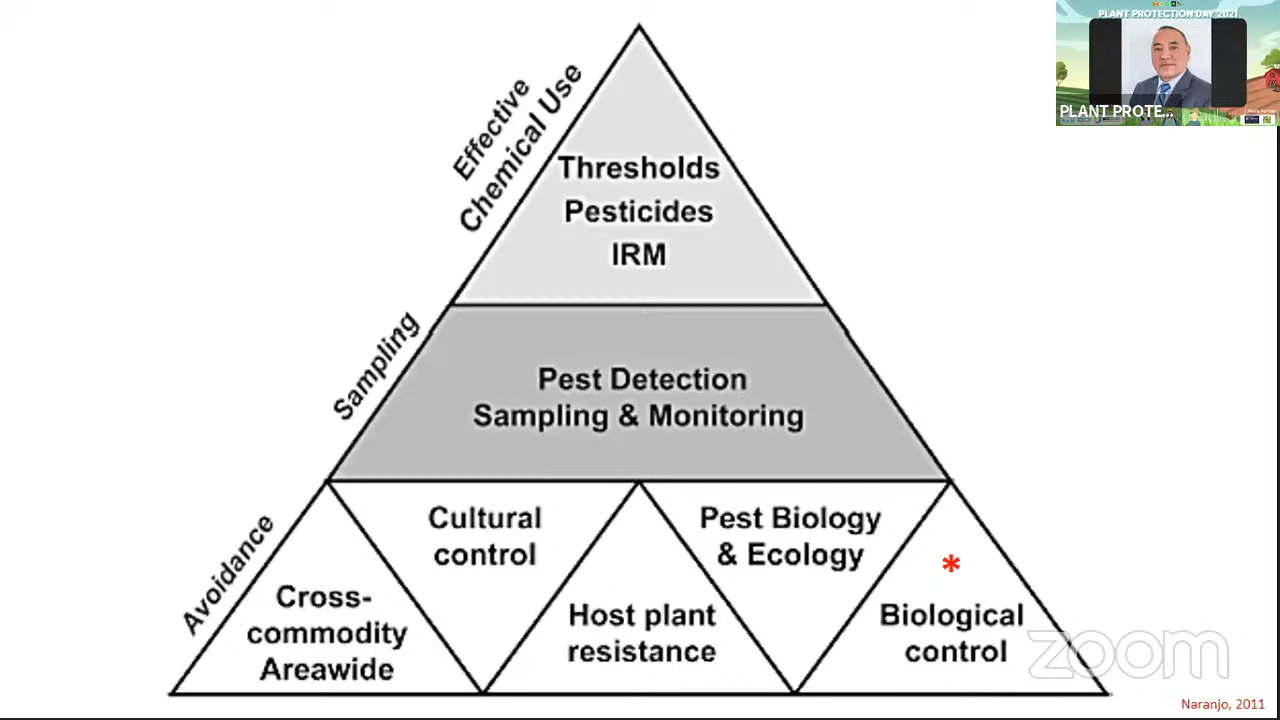 PLANT PROTECTION DAY 2021
PLANT PROTE...
Effective
Chemical Use
Thresholds
Pesticides
IRM
Sampling
Pest Detection
Sampling & Monitoring
Avoidance
Cultural
control
Pest Biology
& Ecology
*
Cross-
commodity
Areawide
Host plant
resistance
Biological
control
zoom
Naranjo, 2011